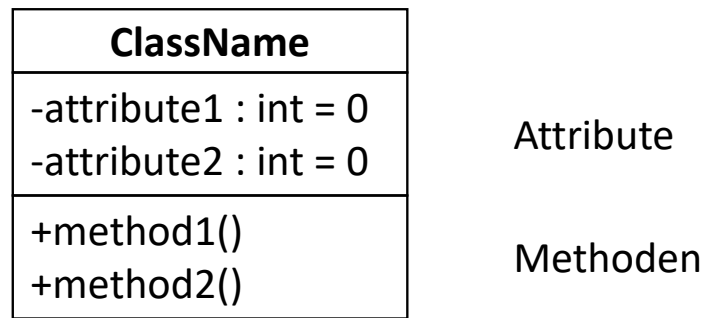 ClassName
-attribute1 : int = 0
-attribute2 : int = 0
Attribute
+method1()
+method2()
Methoden